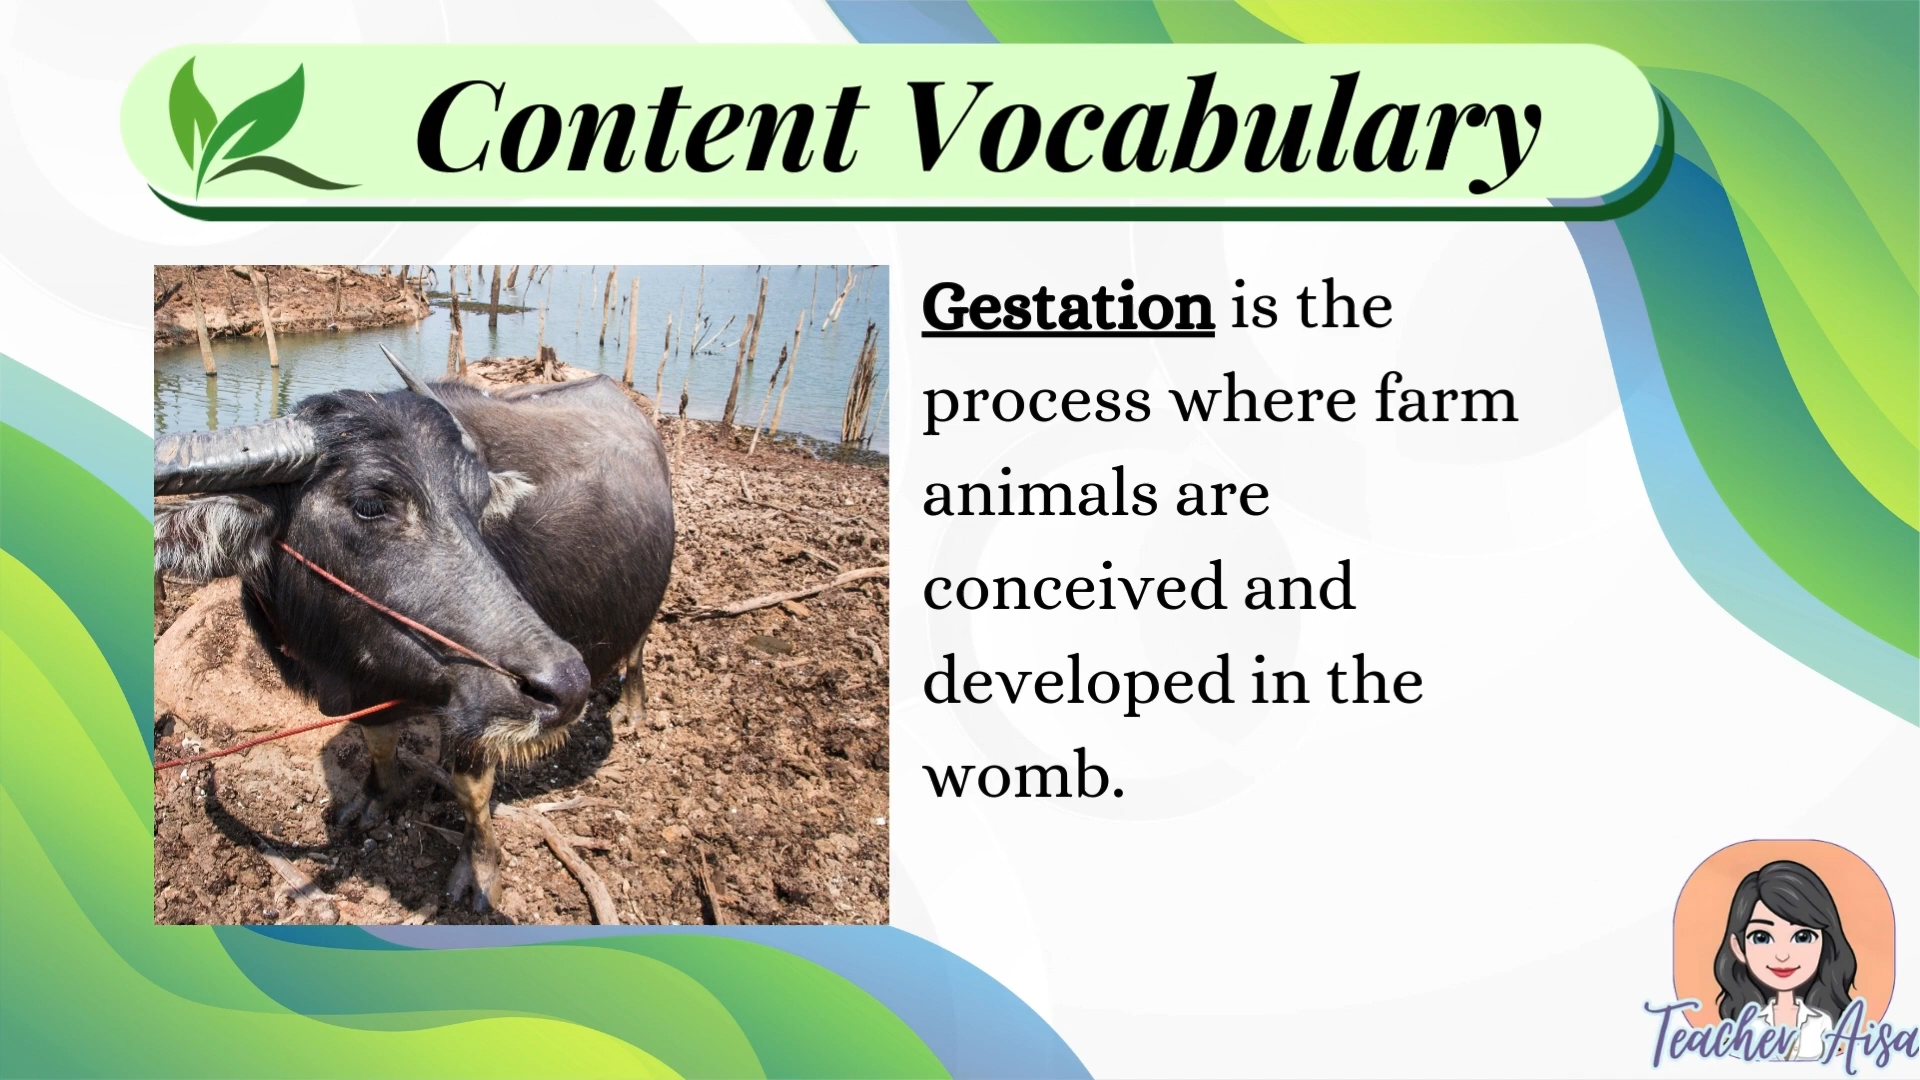 Content Vocabulary
Gestation is the
process where farm
animals are
conceived and
developed in the
womb.
Teacher Aisa